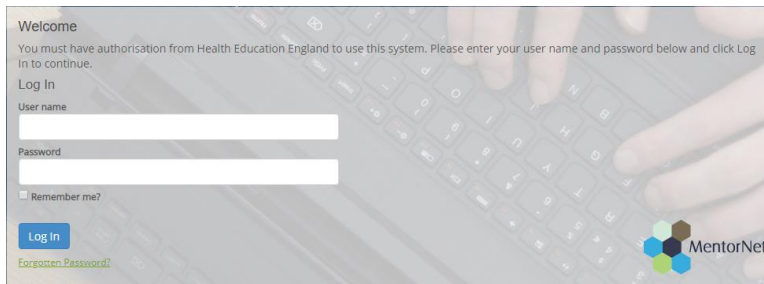 Welcome
You must have authorisation from Health Education England to use this system. Please enter your user name and password below and click Log
In to continue.
Log In
User name
Password
Remember me?
Log In
Forgotten Password?
MentorNet